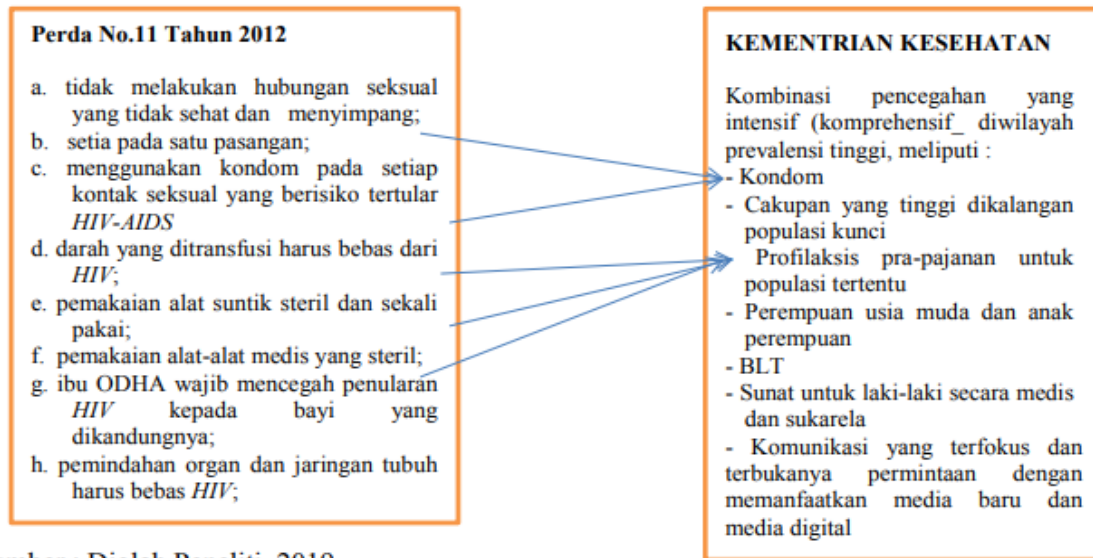 Perda No.11 Tahun 2012
a. tidak melakukan hubungan seksual
yang tidak sehat dan menyimpang;
b. setia pada satu pasangan;
c. menggunakan kondom pada setiap
kontak seksual yang berisiko tertular
HIV-AIDS
d. darah yang ditransfusi harus bebas dari
HIV;
e. pemakaian alat suntik steril dan sekali
pakai;
f. pemakaian alat-alat medis yang steril;
g. ibu ODHA wajib mencegah penularan
HIV kepada bayi yang
dikandungnya;
h. pemindahan organ dan jaringan tubuh
harus bebas HIV;
KEMENTRIAN KESEHATAN
Kombinasi pencegahan yang
intensif (komprehensif_ diwilayah
prevalensi tinggi, meliputi :
- Kondom
- Cakupan yang tinggi dikalangan
populasi kunci
- Profilaksis pra-pajanan untuk
populasi tertentu
- Perempuan usia muda dan anak
perempuan
- BLT
- Sunat untuk laki-laki secara medis
dan sukarela
- Komunikasi yang terfokus dan
terbukanya permintaan dengan
memanfaatkan media baru dan
media digital